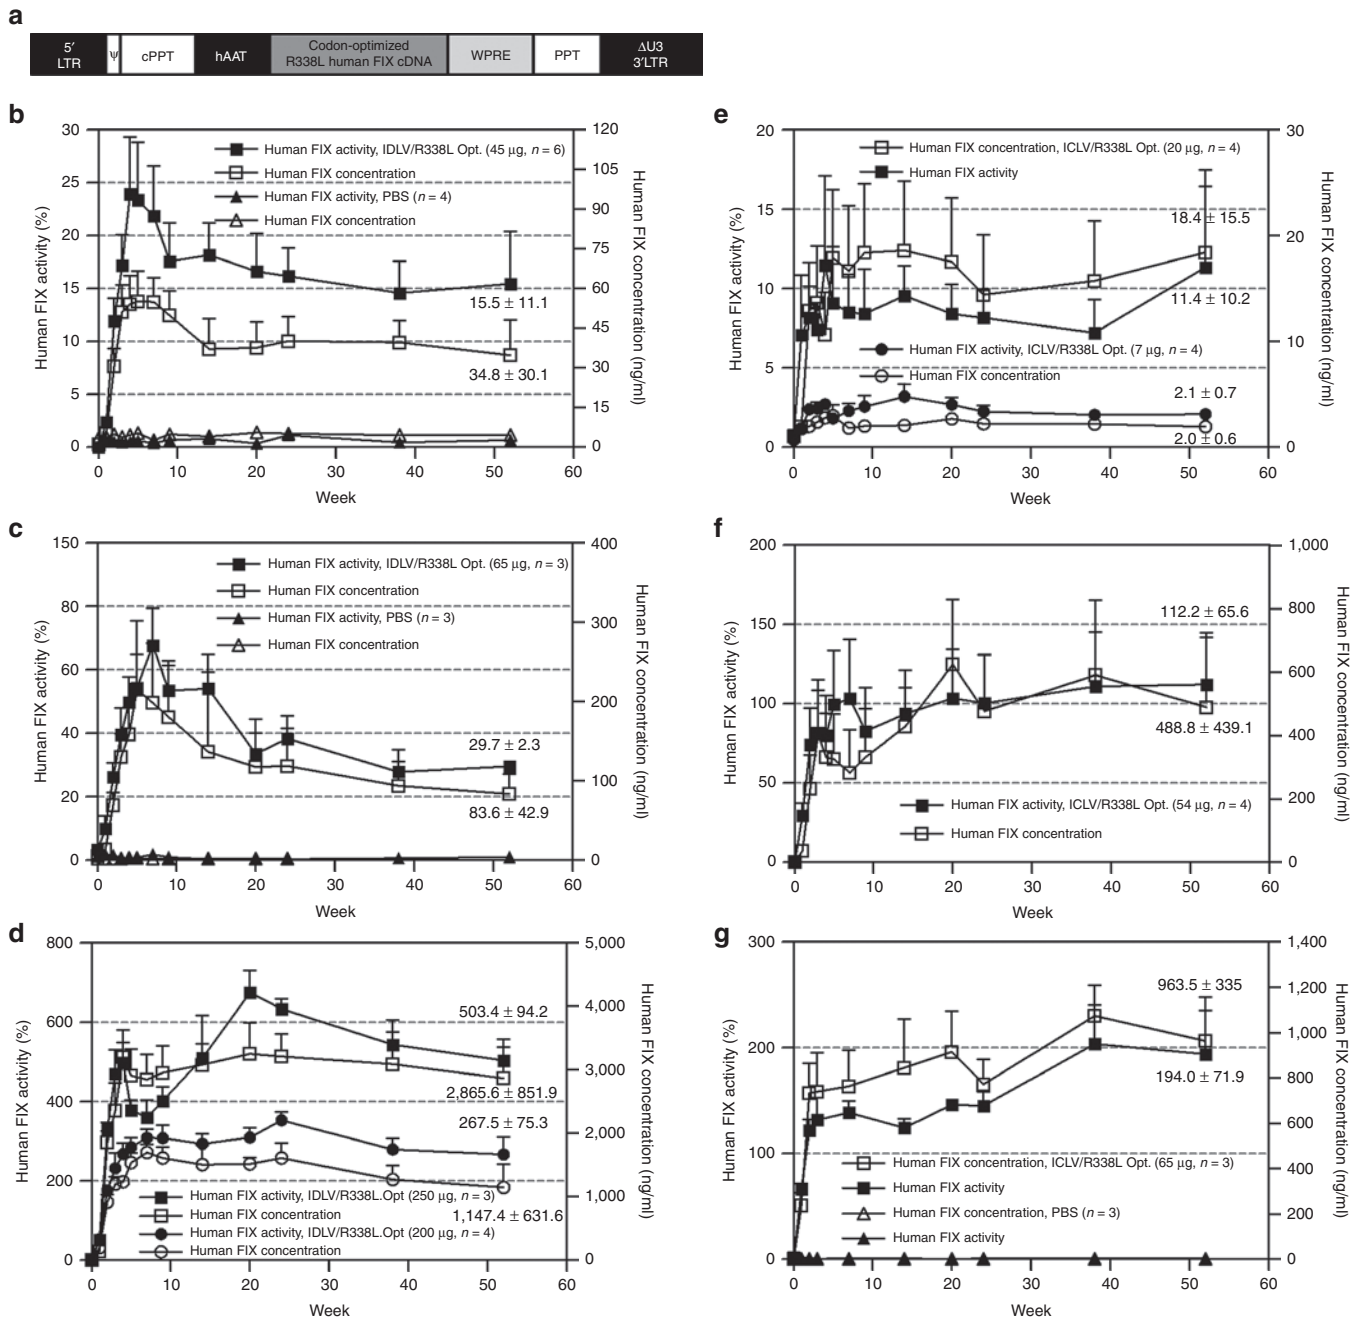 a
5′
LTR
ψ
cPPT
hAAT
Codon-optimized
R338L human FIX cDNA
WPRE
PPT
ΔU3
3′LTR
b
Human FIX activity (%)
30
25
20
15
10
5
0
Human FIX activity, IDLV/R338L Opt. (45 µg, n = 6)
Human FIX concentration
Human FIX activity, PBS (n = 4)
Human FIX concentration
15.5 ± 11.1
34.8 ± 30.1
120
105
90
75
60
45
30
15
0
Human FIX concentration (ng/ml)
0 10 20 30 40 50 60
Week
c
Human FIX activity (%)
150
80
60
40
20
0
Human FIX activity, IDLV/R338L Opt. (65 µg, n = 3)
Human FIX concentration
Human FIX activity, PBS (n = 3)
Human FIX concentration
29.7 ± 2.3
83.6 ± 42.9
400
300
200
100
0
Human FIX concentration (ng/ml)
0 10 20 30 40 50 60
Week
d
Human FIX activity (%)
800
600
400
200
0
503.4 ± 94.2
2,865.6 ± 851.9
267.5 ± 75.3
Human FIX activity, IDLV/R338L.Opt (250 µg, n = 3)
Human FIX concentration
1,147.4 ± 631.6
Human FIX activity, IDLV/R338L.Opt (200 µg, n = 4)
Human FIX concentration
5,000
4,000
3,000
2,000
1,000
0
Human FIX concentration (ng/ml)
0 10 20 30 40 50 60
Week
e
Human FIX activity (%)
20
15
10
5
0
Human FIX concentration, ICLV/R338L Opt. (20 µg, n = 4)
Human FIX activity
18.4 ± 15.5
11.4 ± 10.2
Human FIX activity, ICLV/R338L Opt. (7 µg, n = 4)
Human FIX concentration
2.1 ± 0.7
2.0 ± 0.6
30
20
10
0
Human FIX concentration (ng/ml)
0 10 20 30 40 50 60
Week
f
Human FIX activity (%)
200
150
100
50
0
112.2 ± 65.6
488.8 ± 439.1
Human FIX activity, ICLV/R338L Opt. (54 µg, n = 4)
Human FIX concentration
1,000
800
600
400
200
0
Human FIX concentration (ng/ml)
0 10 20 30 40 50 60
Week
g
Human FIX activity (%)
300
200
100
0
963.5 ± 335
194.0 ± 71.9
Human FIX concentration, ICLV/R338L Opt. (65 µg, n = 3)
Human FIX activity
Human FIX concentration, PBS (n = 3)
Human FIX activity
1,400
1,200
1,000
800
600
400
200
0
Human FIX concentration (ng/ml)
0 10 20 30 40 50 60
Week